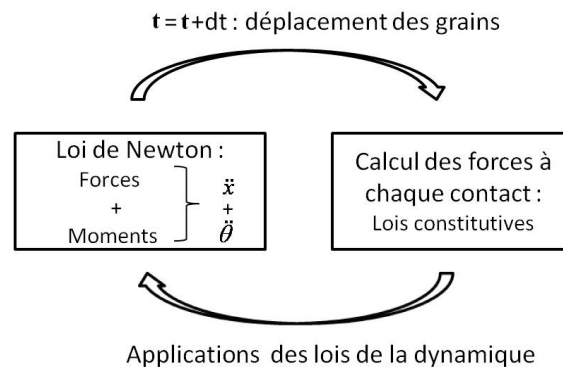 t = t+dt : déplacement des grains
Loi de Newton :
Forces
+
Moments
ẍ
+
θ̈
Calcul des forces à
chaque contact :
Lois constitutives
Applications des lois de la dynamique